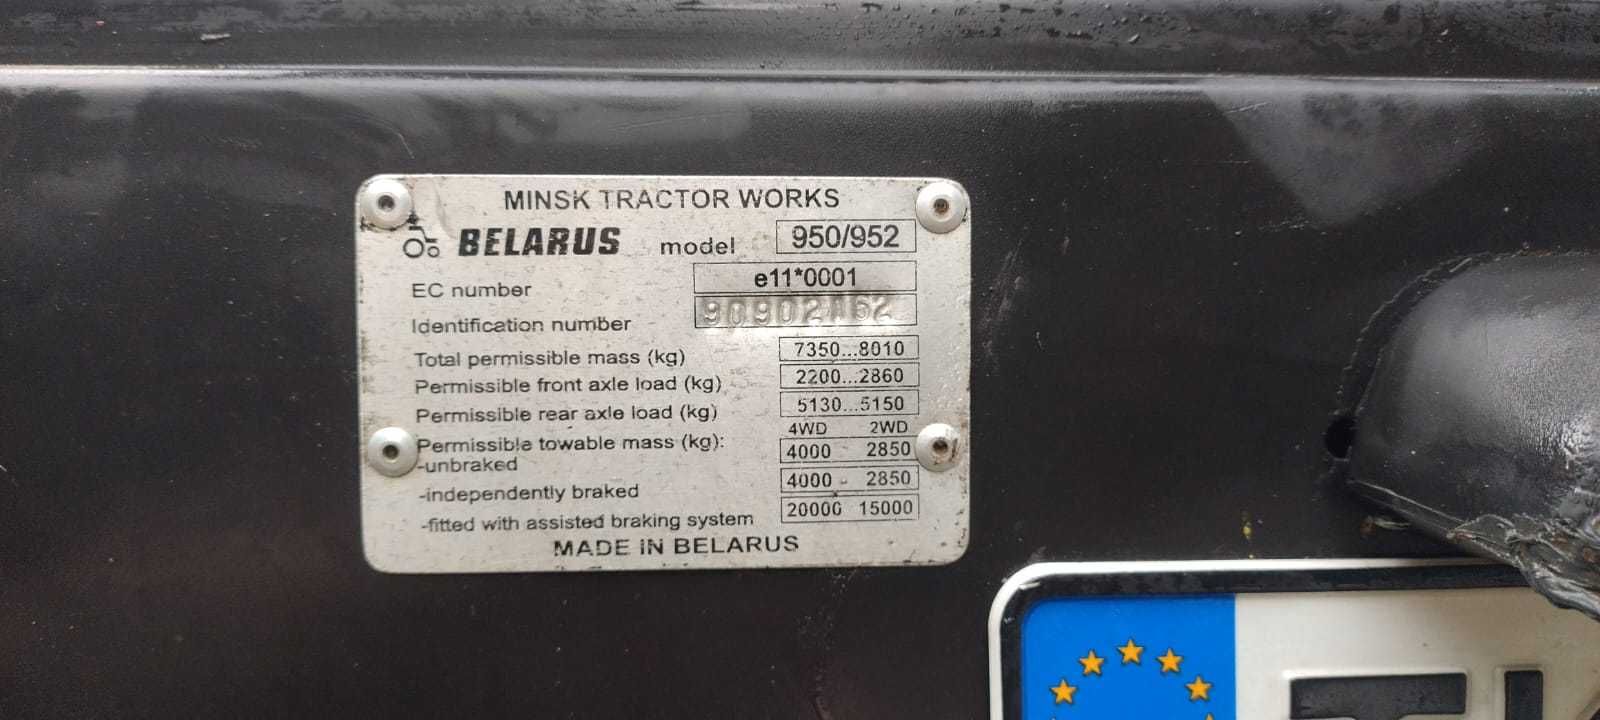 MINSK TRACTOR WORKS
BELARUS model 950/952
EC number e11*0001
Identification number 90902162
Total permissible mass (kg) 7350...8010
Permissible front axle load (kg) 2200...2860
Permissible rear axle load (kg) 5130...5150
4WD 2WD
Permissible towable mass (kg):
-unbraked 4000 2850
-independently braked 4000 - 2850
-fitted with assisted braking system 20000 15000
MADE IN BELARUS